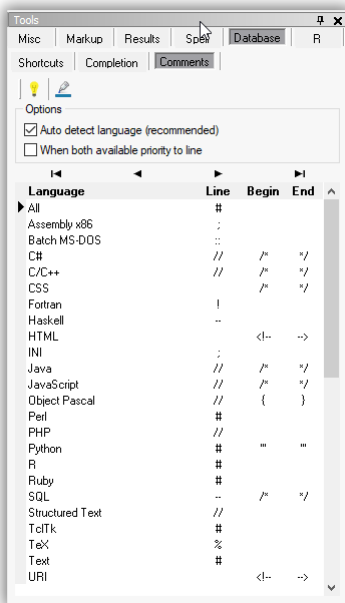 Tools
Misc Markup Results Spell Database R
Shortcuts Completion Comments
Options
Auto detect language (recommended)
When both available priority to line
Language Line Begin End
All #
Assembly x86 ;
Batch MS-DOS ::
C# // /* */
C/C++ // /* */
CSS /* */
Fortran !
Haskell --
HTML <!-- -->
INI ;
Java // /* */
JavaScript // /* */
Object Pascal // { }
Perl #
PHP //
Python # ''' '''
R #
Ruby #
SQL -- /* */
Structured Text //
TclTk #
TeX %
Text #
URI <!-- -->